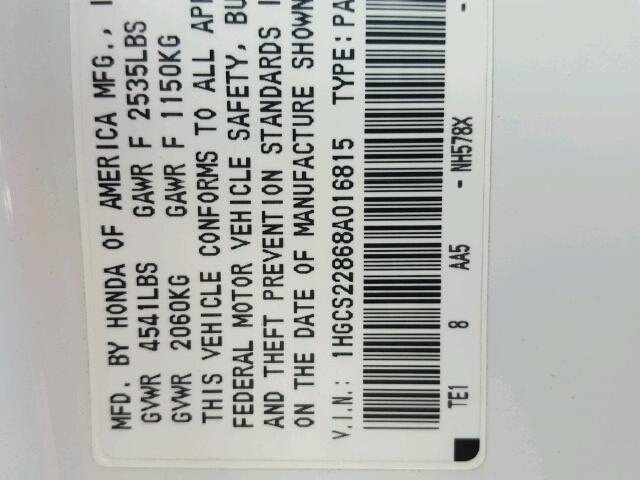 MFD. BY HONDA OF AMERICA MFG., I
GVWR 4541LBS GAWR F 2535LBS
GVWR 2060KG GAWR F 1150KG
THIS VEHICLE CONFORMS TO ALL APP
FEDERAL MOTOR VEHICLE SAFETY, BU
AND THEFT PREVENTION STANDARDS I
ON THE DATE OF MANUFACTURE SHOWN
V.I.N.: 1HGCS22868A016815 TYPE:PA
TE1 8 AA5 - NH578X -